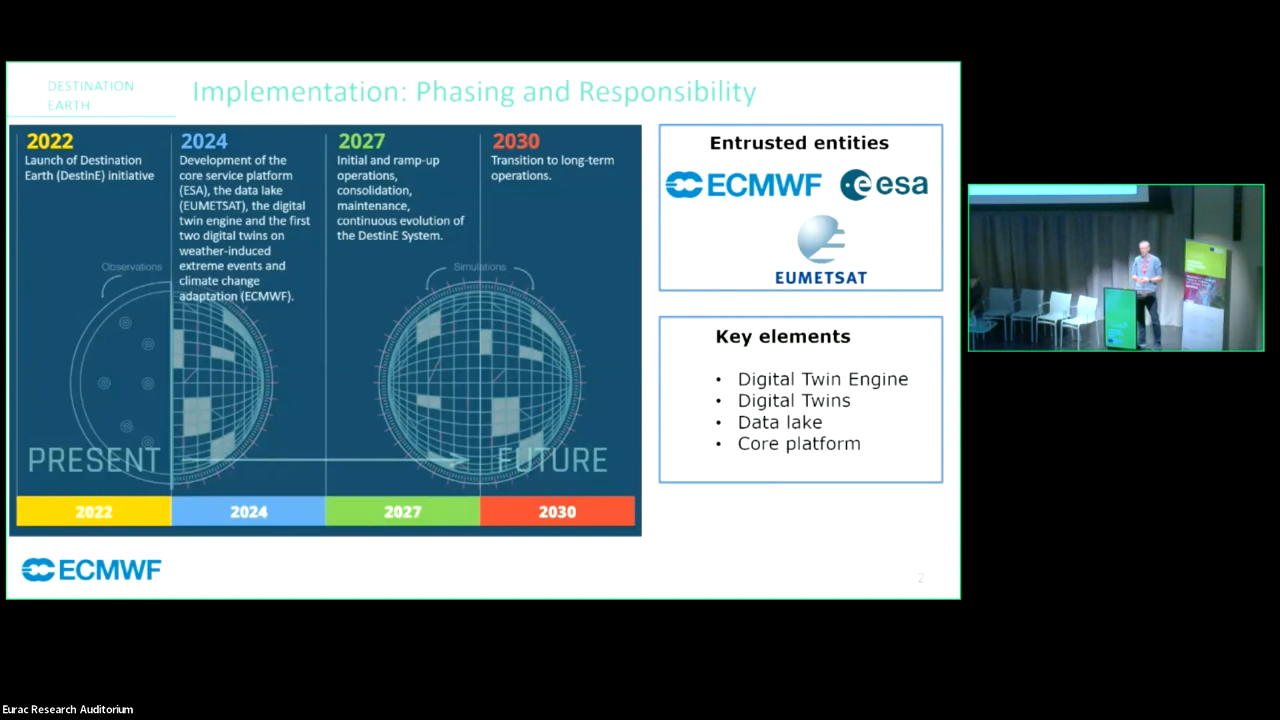 DESTINATION
EARTH
Implementation: Phasing and Responsibility
2022
Launch of Destination
Earth (DestinE) initiative
2024
Development of the
core service platform
(ESA), the data lake
(EUMETSAT), the digital
twin engine and the first
two digital twins on
weather-induced
extreme events and
climate change
adaptation (ECMWF).
2027
Initial and ramp-up
operations,
consolidation,
maintenance,
continuous evolution of
the DestinE System.
2030
Transition to long-term
operations.
Observations
Simulations
PRESENT
FUTURE
2022
2024
2027
2030
Entrusted entities
ECMWF
esa
EUMETSAT
Key elements
• Digital Twin Engine
• Digital Twins
• Data lake
• Core platform
ECMWF
2
Eurac Research Auditorium